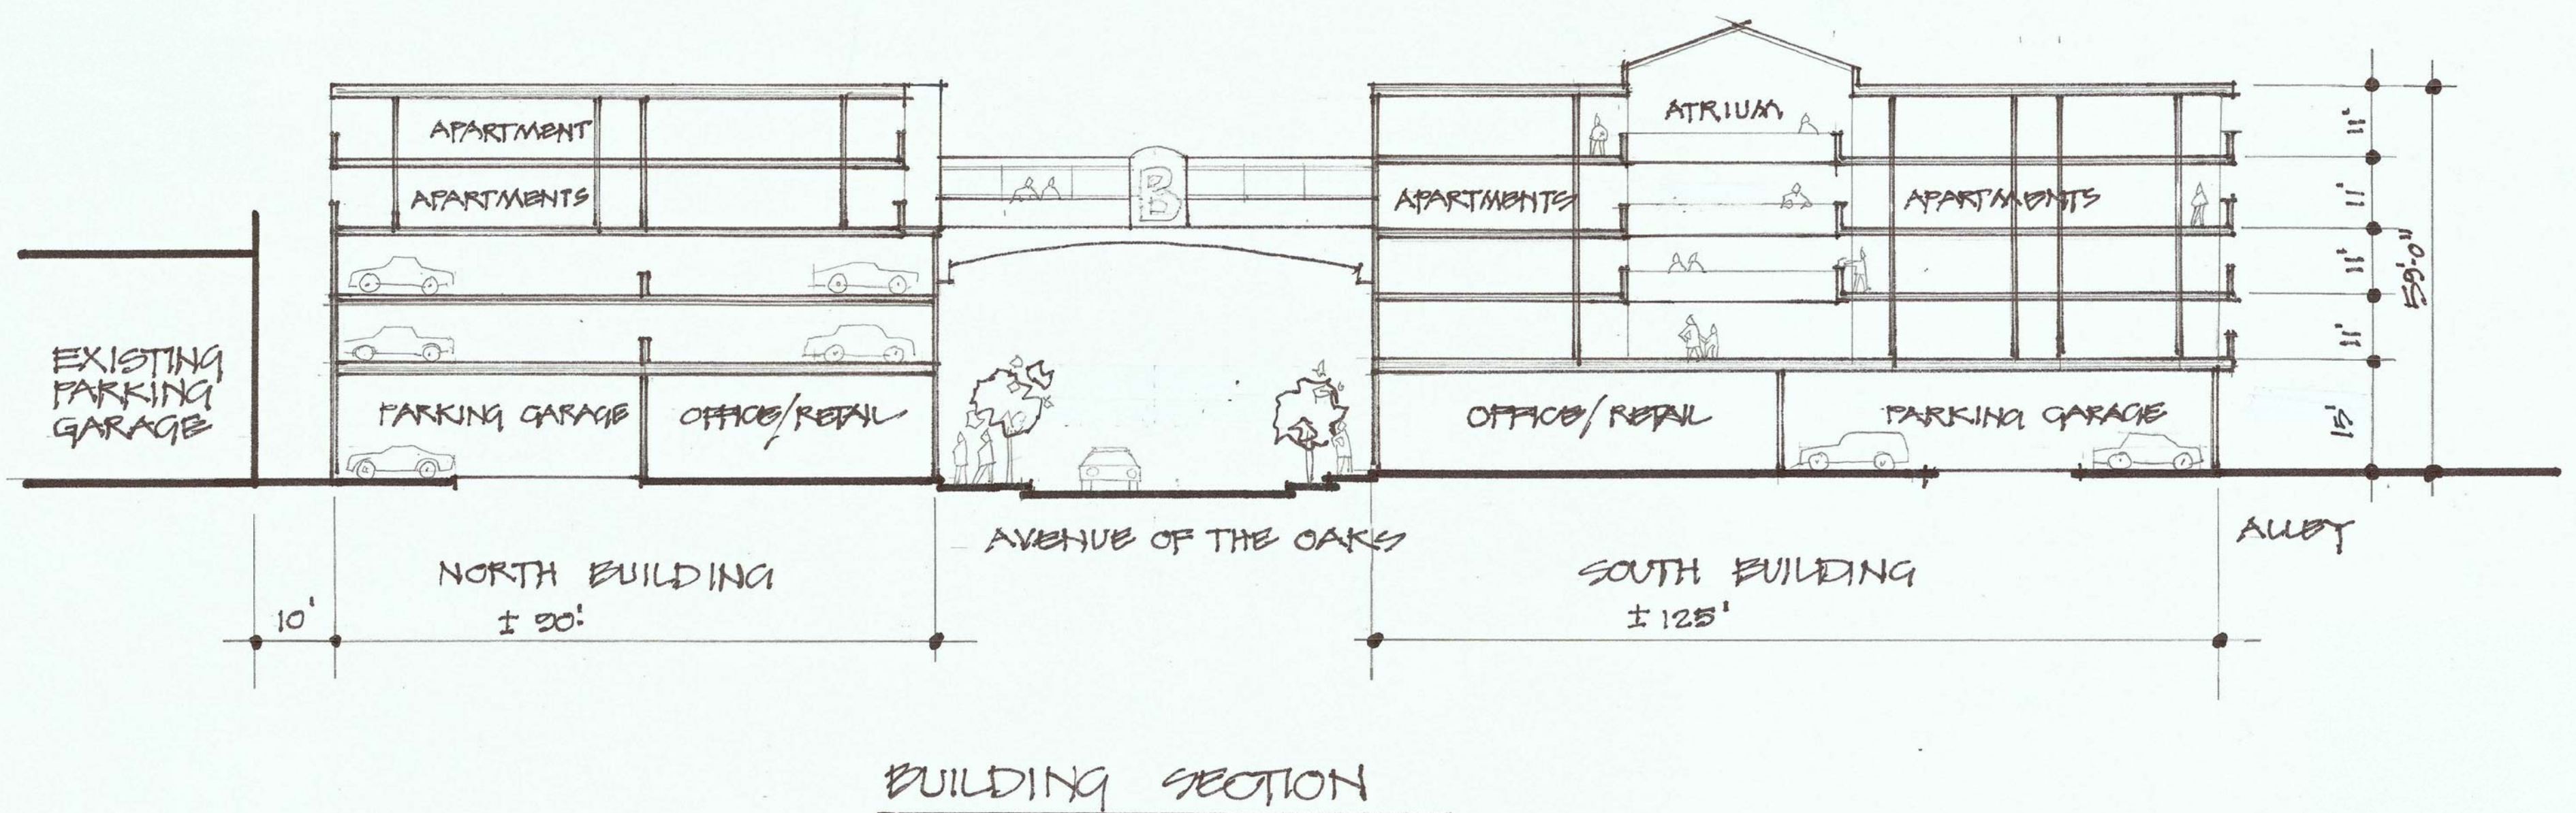 APARTMENT
APARTMENTS
B
ATRIUM
APARTMENTS
APARTMENTS
11'
11'
11'
11'
15'
59'-0"
EXISTING
PARKING
GARAGE
PARKING GARAGE
OFFICE/RETAIL
OFFICE/RETAIL
PARKING GARAGE
AVENUE OF THE OAKS
ALLEY
NORTH BUILDING
± 90'
10'
SOUTH BUILDING
± 125'
BUILDING SECTION